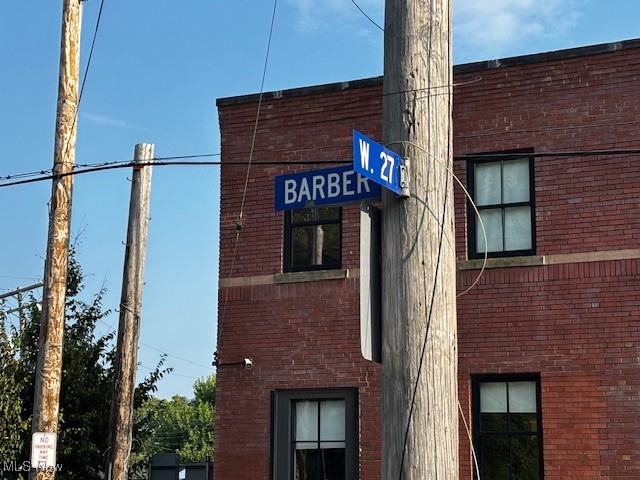 W. 27
BARBER
NO
PARKING
ANY
TIME
MLS Now